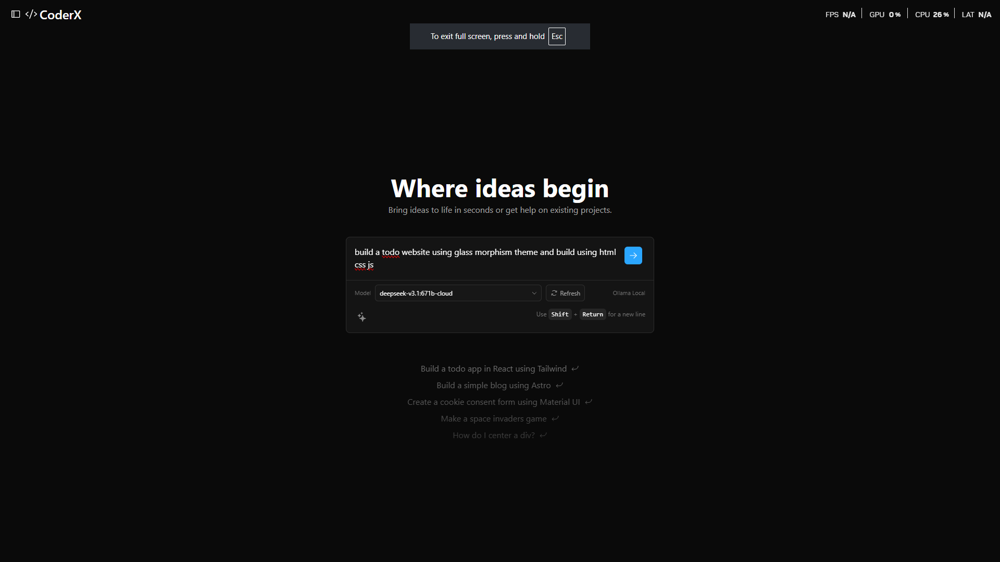 </> CoderX
FPS N/A | GPU 0 % | CPU 26 % | LAT N/A
To exit full screen, press and hold Esc
Where ideas begin
Bring ideas to life in seconds or get help on existing projects.
build a todo website using glass morphism theme and build using html
css js
Model deepseek-v3.1:671b-cloud Refresh Ollama Local
Use Shift + Return for a new line
Build a todo app in React using Tailwind
Build a simple blog using Astro
Create a cookie consent form using Material UI
Make a space invaders game
How do I center a div?